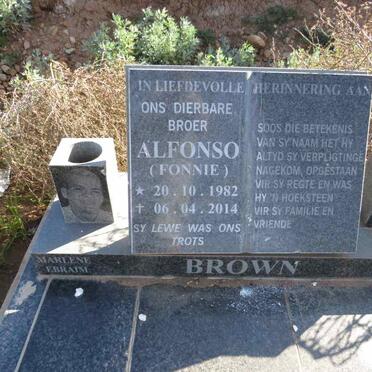 IN LIEFDEVOLLE HERINNERING AAN
ONS DIERBARE
BROER
ALFONSO
(FONNIE)
★ 20.10.1982
✝ 06.04.2014
SY LEWE WAS ONS
TROTS
SOOS DIE BETEKENIS
VAN SY NAAM HET HY
ALTYD SY VERPLIGTINGE
NAGEKOM, OPGESTAAN
VIR SY REGTE EN WAS
HY 'N HOEKSTEEN
VIR SY FAMILIE EN
VRIENDE
MARLENE
EBRAIM
BROWN